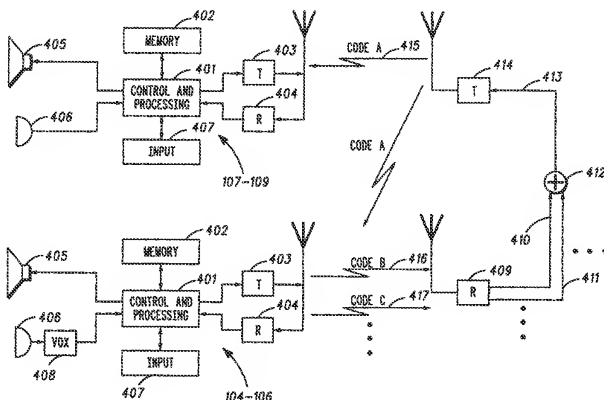 402
405
MEMORY
403
401
CODE A
415
414
413
T
T
CONTROL AND
PROCESSING
404
406
407
R
INPUT
CODE A
412
107-109
410
402
405
MEMORY
403
411
401
CODE B
416
409
T
CONTROL AND
PROCESSING
404
R
406
R
CODE C
417
VOX
408
INPUT
407
104-106